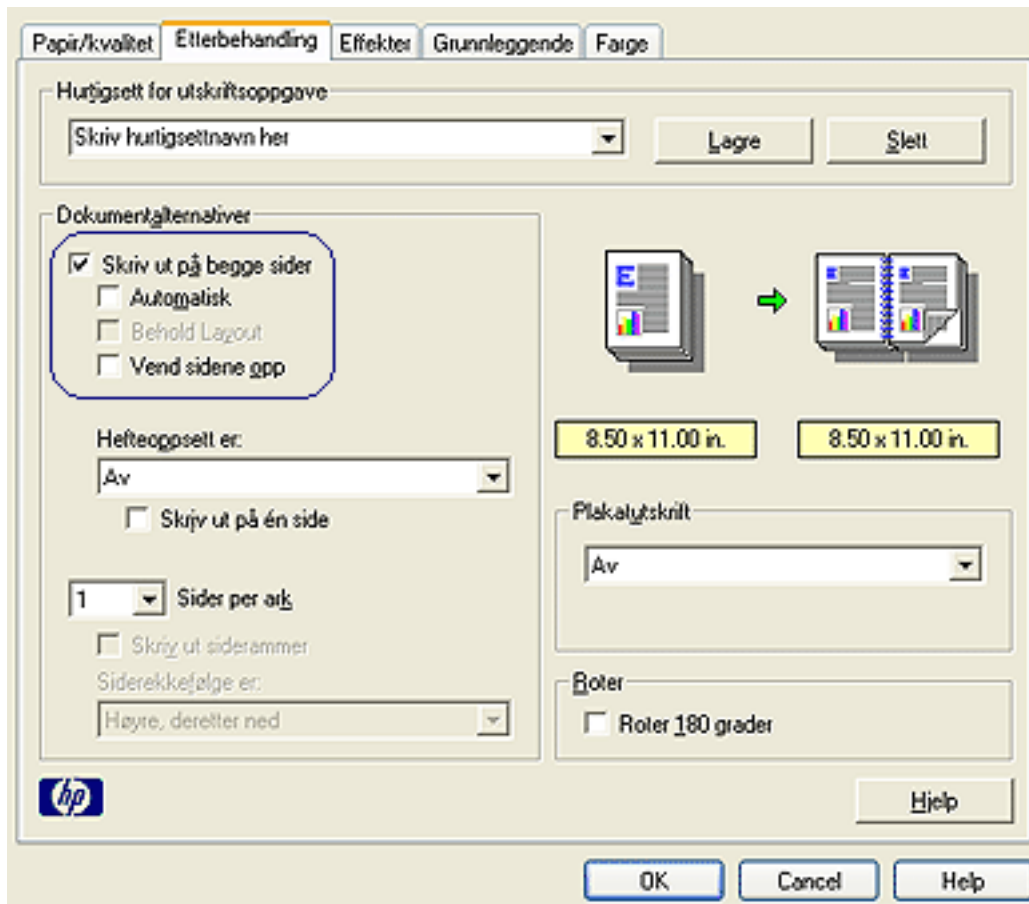 Papir/kvalitet Etterbehandling Effekter Grunnleggende Farge
Hurtigsett for utskriftsoppgave
Skriv hurtigsettnavn her Lagre Slett
Dokumentalternativer
Skriv ut på begge sider
Automatisk
Behold Layout
Vend sidene opp
Hefteoppsett er:
Av
Skriv ut på én side
1 Sider per ark
Skriv ut siderammer
Siderekkefølge er:
Høyre, deretter ned
E
E E
8.50 x 11.00 in. 8.50 x 11.00 in.
Plakatutskrift
Av
Roter
Roter 180 grader
hp
Hjelp
OK Cancel Help